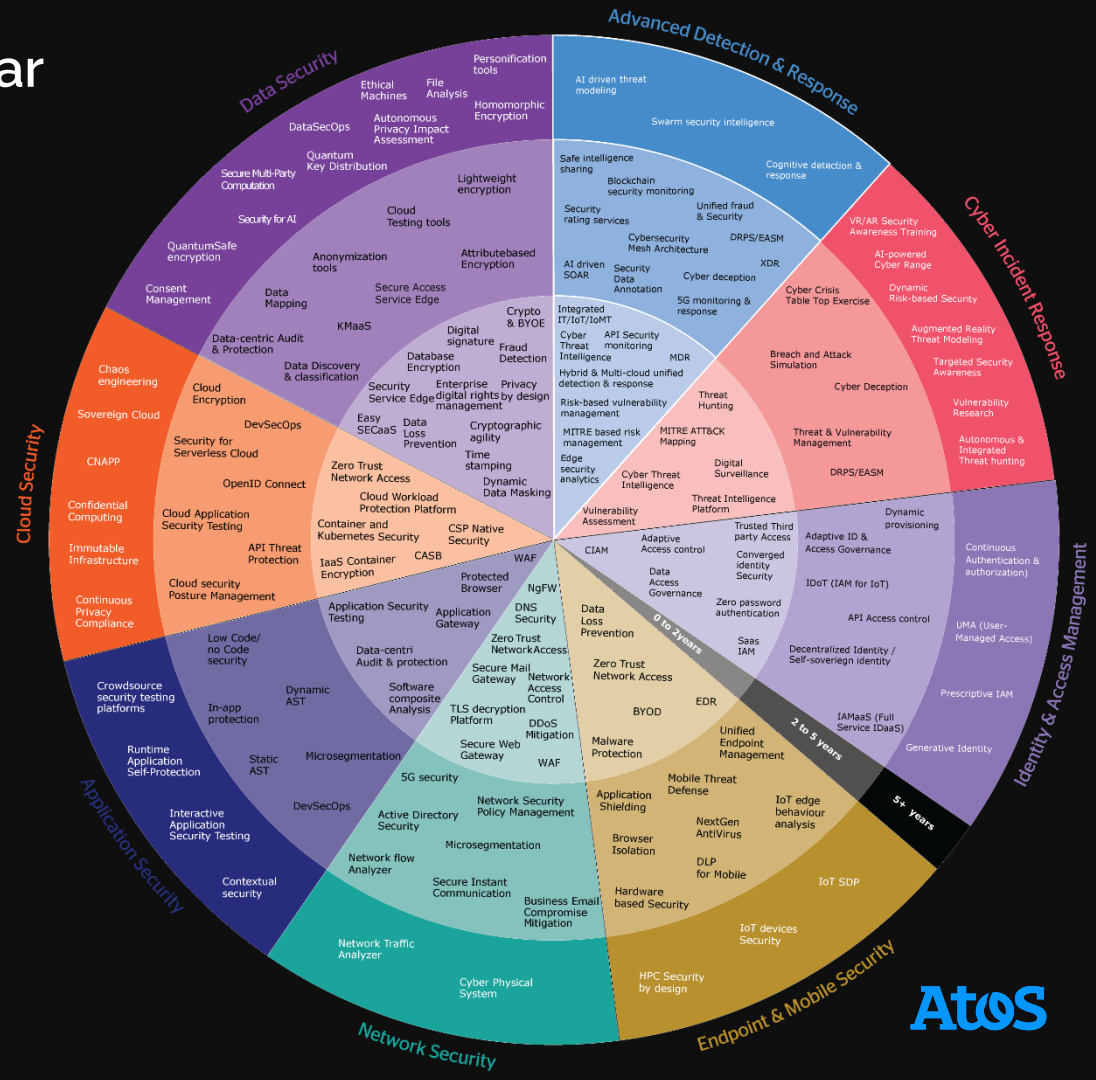 ar
Advanced Detection & Response
AI driven threat
modeling
Swarm security intelligence
Cognitive detection &
response
Safe intelligence
sharing
Blockchain
security monitoring
Security
rating services
Unified fraud
& Security
Cybersecurity
Mesh Architecture
DRPS/EASM
XDR
AI driven
SOAR
Security
Data
Annotation
Cyber deception
5G monitoring &
response
Integrated
IT/IoT/IoMT
Cyber
Threat
Intelligence
API Security
monitoring
MDR
Hybrid & Multi-cloud unified
detection & response
Risk-based vulnerability
management
MITRE based risk
management
Edge
security
analytics
Cyber Incident Response
VR/AR Security
Awareness Training
AI-powered
Cyber Range
Dynamic
Risk-based Security
Augmented Reality
Threat Modeling
Targeted Security
Awareness
Vulnerability
Research
Autonomous &
Integrated
Threat hunting
Cyber Crisis
Table Top Exercise
Breach and Attack
Simulation
Cyber Deception
Threat & Vulnerability
Management
DRPS/EASM
Threat
Hunting
MITRE ATT&CK
Mapping
Digital
Surveillance
Cyber Threat
Intelligence
Threat Intelligence
Platform
Vulnerability
Assessment
Identity & Access Management
Continuous
Authentication &
authorization)
UMA (User-
Managed Access)
Prescriptive IAM
Generative Identity
Dynamic
provisioning
Adaptive ID &
Access Governance
IDoT (IAM for IoT)
API Access control
Decentralized Identity /
Self-soveriegn identity
IAMaaS (Full
Service IDaaS)
Trusted Third
party Access
CIAM
Adaptive
Access control
Converged
identity
Security
Data
Access
Governance
Zero password
authentication
Saas
IAM
0 to 2years
2 to 5 years
5+ years
Endpoint & Mobile Security
IoT SDP
IoT devices
Security
HPC Security
by design
Unified
Endpoint
Management
Mobile Threat
Defense
Application
Shielding
IoT edge
behaviour
analysis
NextGen
AntiVirus
Browser
Isolation
DLP
for Mobile
Hardware
based Security
Data
Loss
Prevention
Zero Trust
Network Access
EDR
BYOD
Malware
Protection
Network Security
Network Traffic
Analyzer
Cyber Physical
System
5G security
Network Security
Policy Management
Active Directory
Security
Microsegmentation
Network flow
Analyzer
Secure Instant
Communication
Business Email
Compromise
Mitigation
NgFW
DNS
Security
Zero Trust
NetworkAccess
Secure Mail
Gateway
Network
Access
Control
TLS decryption
Platform
DDoS
Mitigation
Secure Web
Gateway
WAF
Application Security
Crowdsource
security testing
platforms
Runtime
Application
Self-Protection
Interactive
Application
Security Testing
Contextual
security
Low Code/
no Code
security
Dynamic
AST
In-app
protection
Static
AST
Microsegmentation
DevSecOps
WAF
Protected
Browser
Application Security
Testing
Application
Gateway
Data-centri
Audit & protection
Software
composite
Analysis
Cloud Security
Chaos
engineering
Sovereign Cloud
CNAPP
Confidential
Computing
Immutable
Infrastructure
Continuous
Privacy
Compliance
Cloud
Encryption
DevSecOps
Security for
Serverless Cloud
OpenID Connect
Cloud Application
Security Testing
API Threat
Protection
Cloud security
Posture Management
Zero Trust
Network Access
Cloud Workload
Protection Platform
Container and
Kubernetes Security
CSP Native
Security
CASB
IaaS Container
Encryption
Data Security
Personification
tools
Ethical
Machines
File
Analysis
Homomorphic
Encryption
DataSecOps
Autonomous
Privacy Impact
Assessment
Quantum
Key Distribution
Secure Multi-Party
Computation
Security for AI
QuantumSafe
encryption
Consent
Management
Lightweight
encryption
Cloud
Testing tools
Anonymization
tools
Attributebased
Encryption
Data
Mapping
Secure Access
Service Edge
KMaaS
Data-centric Audit
& Protection
Data Discovery
& classification
Crypto
& BYOE
Digital
signature
Fraud
Detection
Database
Encryption
Security
Service Edge
Enterprise
digital rights
management
Privacy
by design
Easy
SECaaS
Data
Loss
Prevention
Cryptographic
agility
Time
stamping
Dynamic
Data Masking
Atos